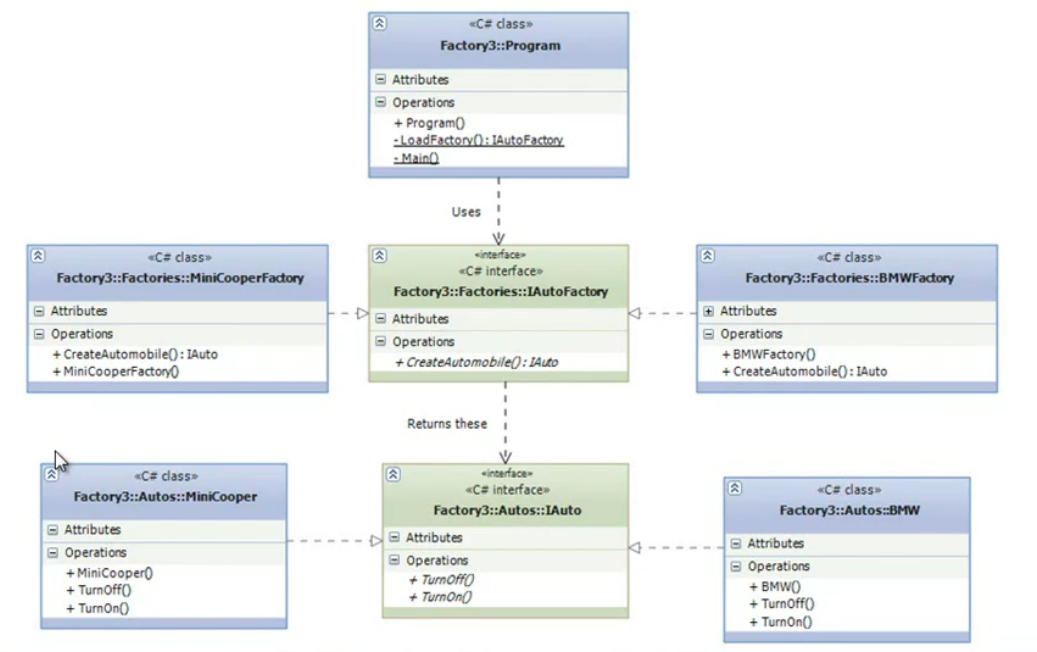 «C# class»
Factory3::Program
Attributes
Operations
+ Program()
- LoadFactory() : IAutoFactory
- Main()
Uses
«C# class»
Factory3::Factories::MiniCooperFactory
Attributes
Operations
+ CreateAutomobile() : IAuto
+ MiniCooperFactory()
«interface»
«C# interface»
Factory3::Factories::IAutoFactory
Attributes
Operations
+ CreateAutomobile() : IAuto
«C# class»
Factory3::Factories::BMWFactory
Attributes
Operations
+ BMWFactory()
+ CreateAutomobile() : IAuto
Returns these
«C# class»
Factory3::Autos::MiniCooper
Attributes
Operations
+ MiniCooper()
+ TurnOff()
+ TurnOn()
«interface»
«C# interface»
Factory3::Autos::IAuto
Attributes
Operations
+ TurnOff()
+ TurnOn()
«C# class»
Factory3::Autos::BMW
Attributes
Operations
+ BMW()
+ TurnOff()
+ TurnOn()